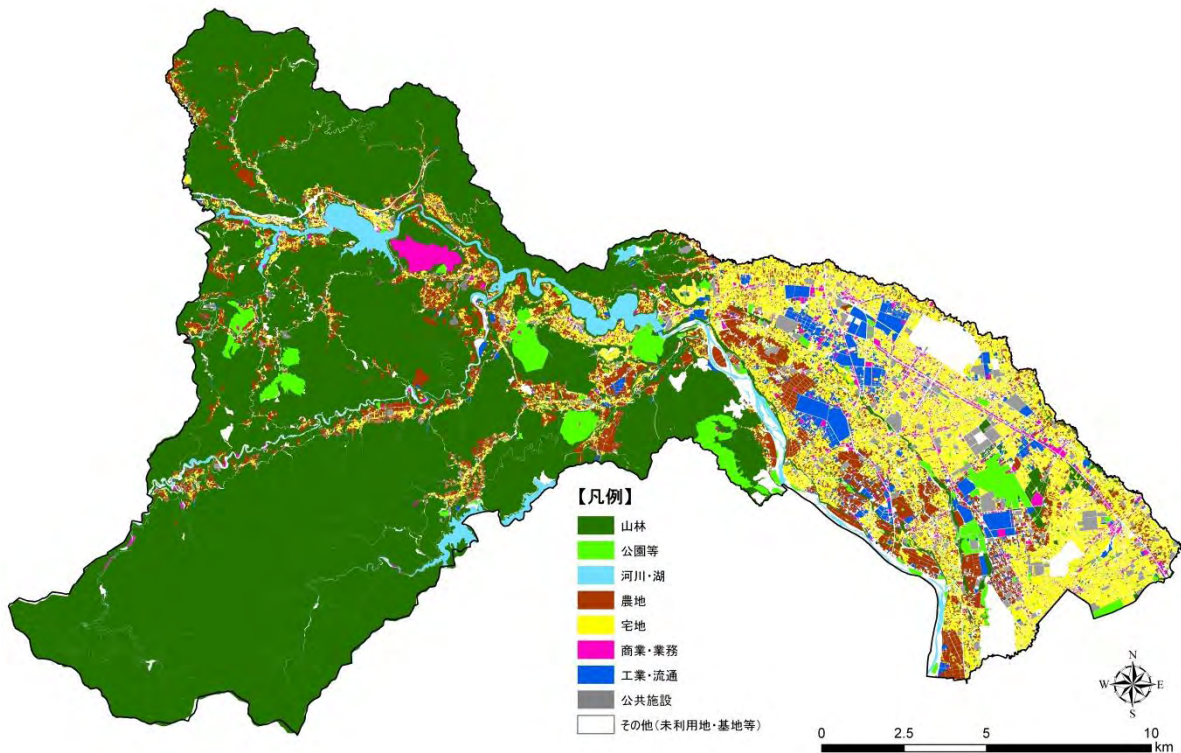 【凡例】
山林
公園等
河川・湖
農地
宅地
商業・業務
工業・流通
公共施設
その他(未利用地・基地等)
N
W E
S
0 2.5 5 10
km